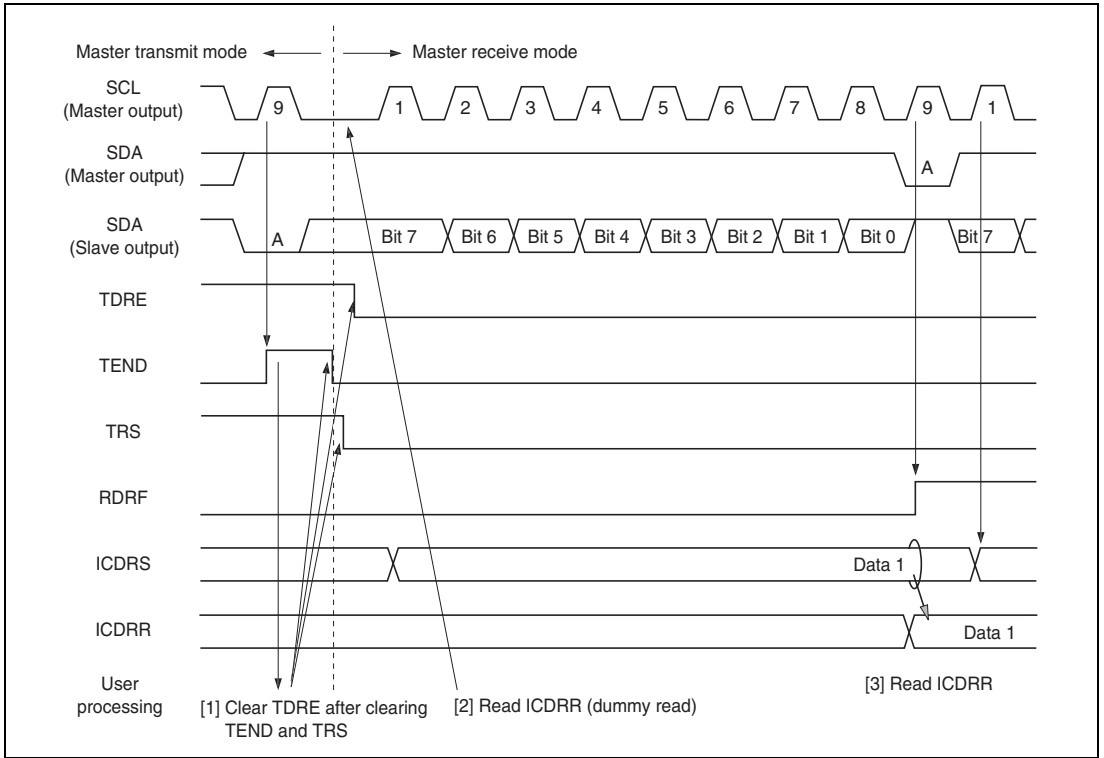 Master transmit mode
Master receive mode
SCL
(Master output)
9
1
2
3
4
5
6
7
8
9
1
SDA
(Master output)
A
SDA
(Slave output)
A
Bit 7
Bit 6
Bit 5
Bit 4
Bit 3
Bit 2
Bit 1
Bit 0
Bit 7
TDRE
TEND
TRS
RDRF
ICDRS
Data 1
ICDRR
Data 1
User
processing
[1] Clear TDRE after clearing
TEND and TRS
[2] Read ICDRR (dummy read)
[3] Read ICDRR